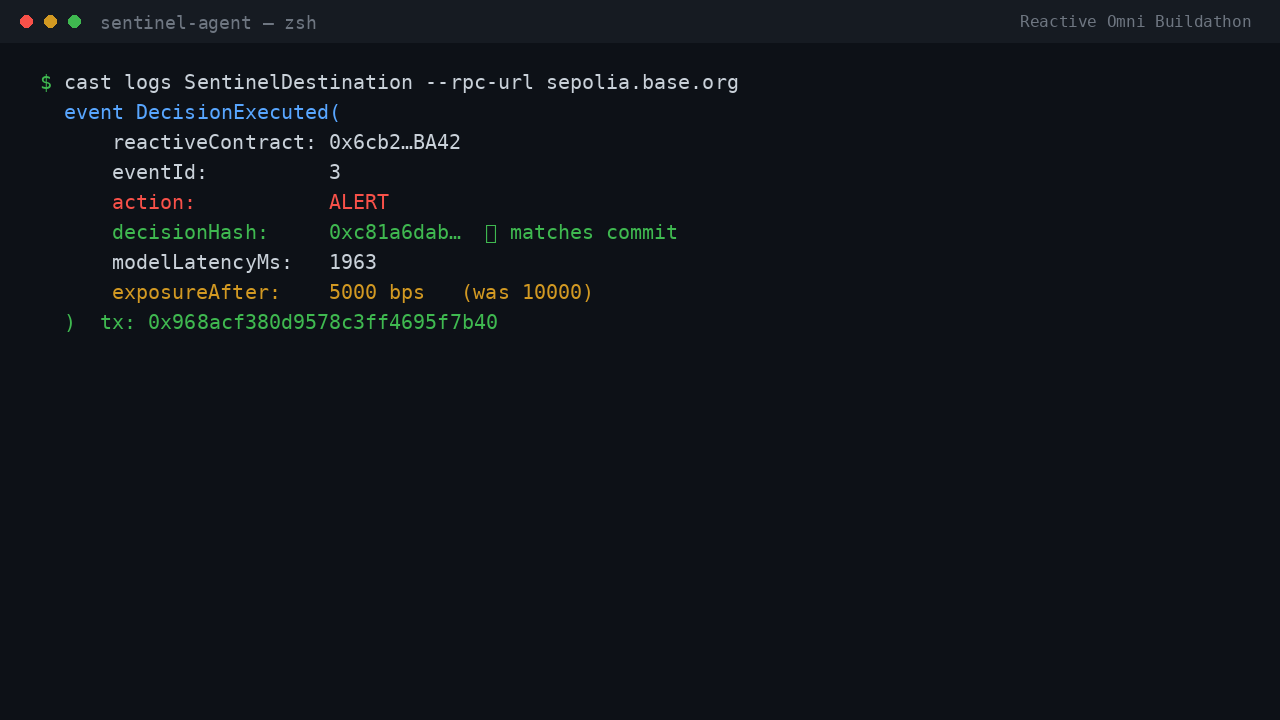 sentinel-agent — zsh
Reactive Omni Buildathon
$ cast logs SentinelDestination --rpc-url sepolia.base.org
event DecisionExecuted(
reactiveContract: 0x6cb2…BA42
eventId: 3
action: ALERT
decisionHash: 0xc81a6dab… ▯ matches commit
modelLatencyMs: 1963
exposureAfter: 5000 bps (was 10000)
) tx: 0x968acf380d9578c3ff4695f7b40